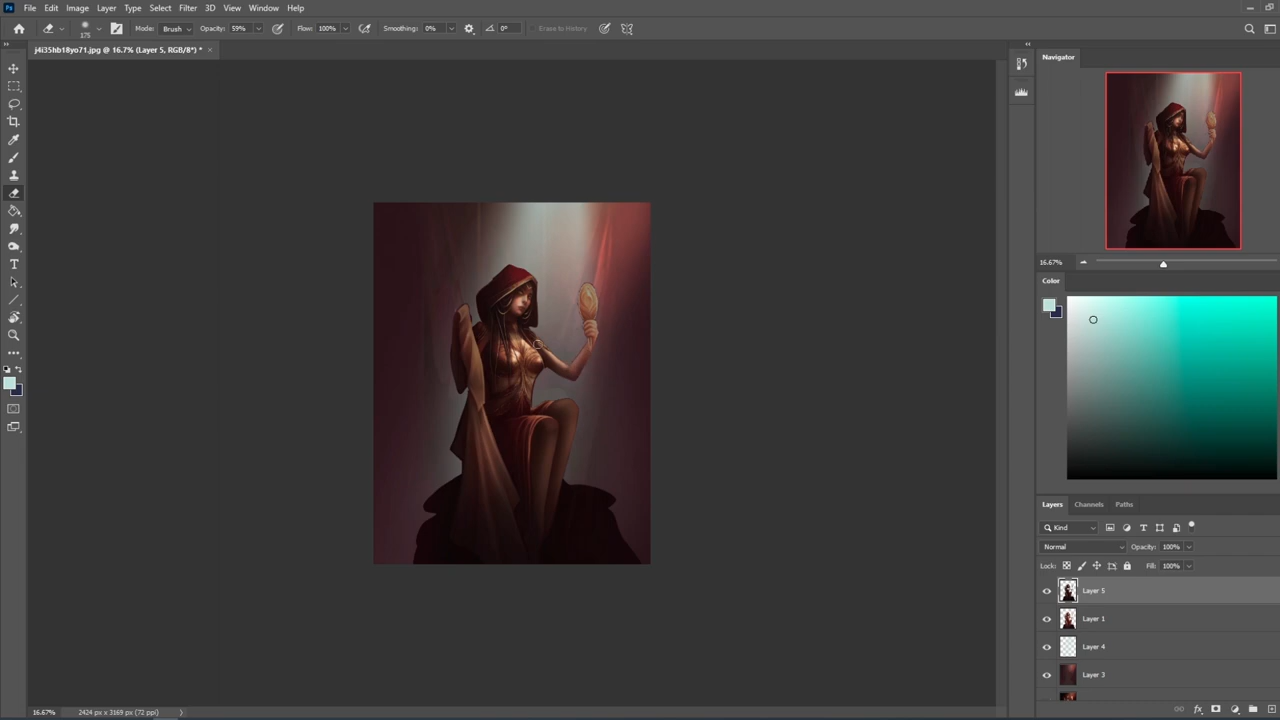 Ps File Edit Image Layer Type Select Filter 3D View Window Help
175 Mode: Brush Opacity: 59% Flow: 100% Smoothing: 0% 0° Erase to History
j4i35hb18yo71.jpg @ 16.7% (Layer 5, RGB/8*) * ×
Navigator
16.67%
Color
Layers Channels Paths
Kind
Normal Opacity: 100%
Lock: Fill: 100%
Layer 5
Layer 1
Layer 4
Layer 3
16.67% 2424 px x 3169 px (72 ppi)